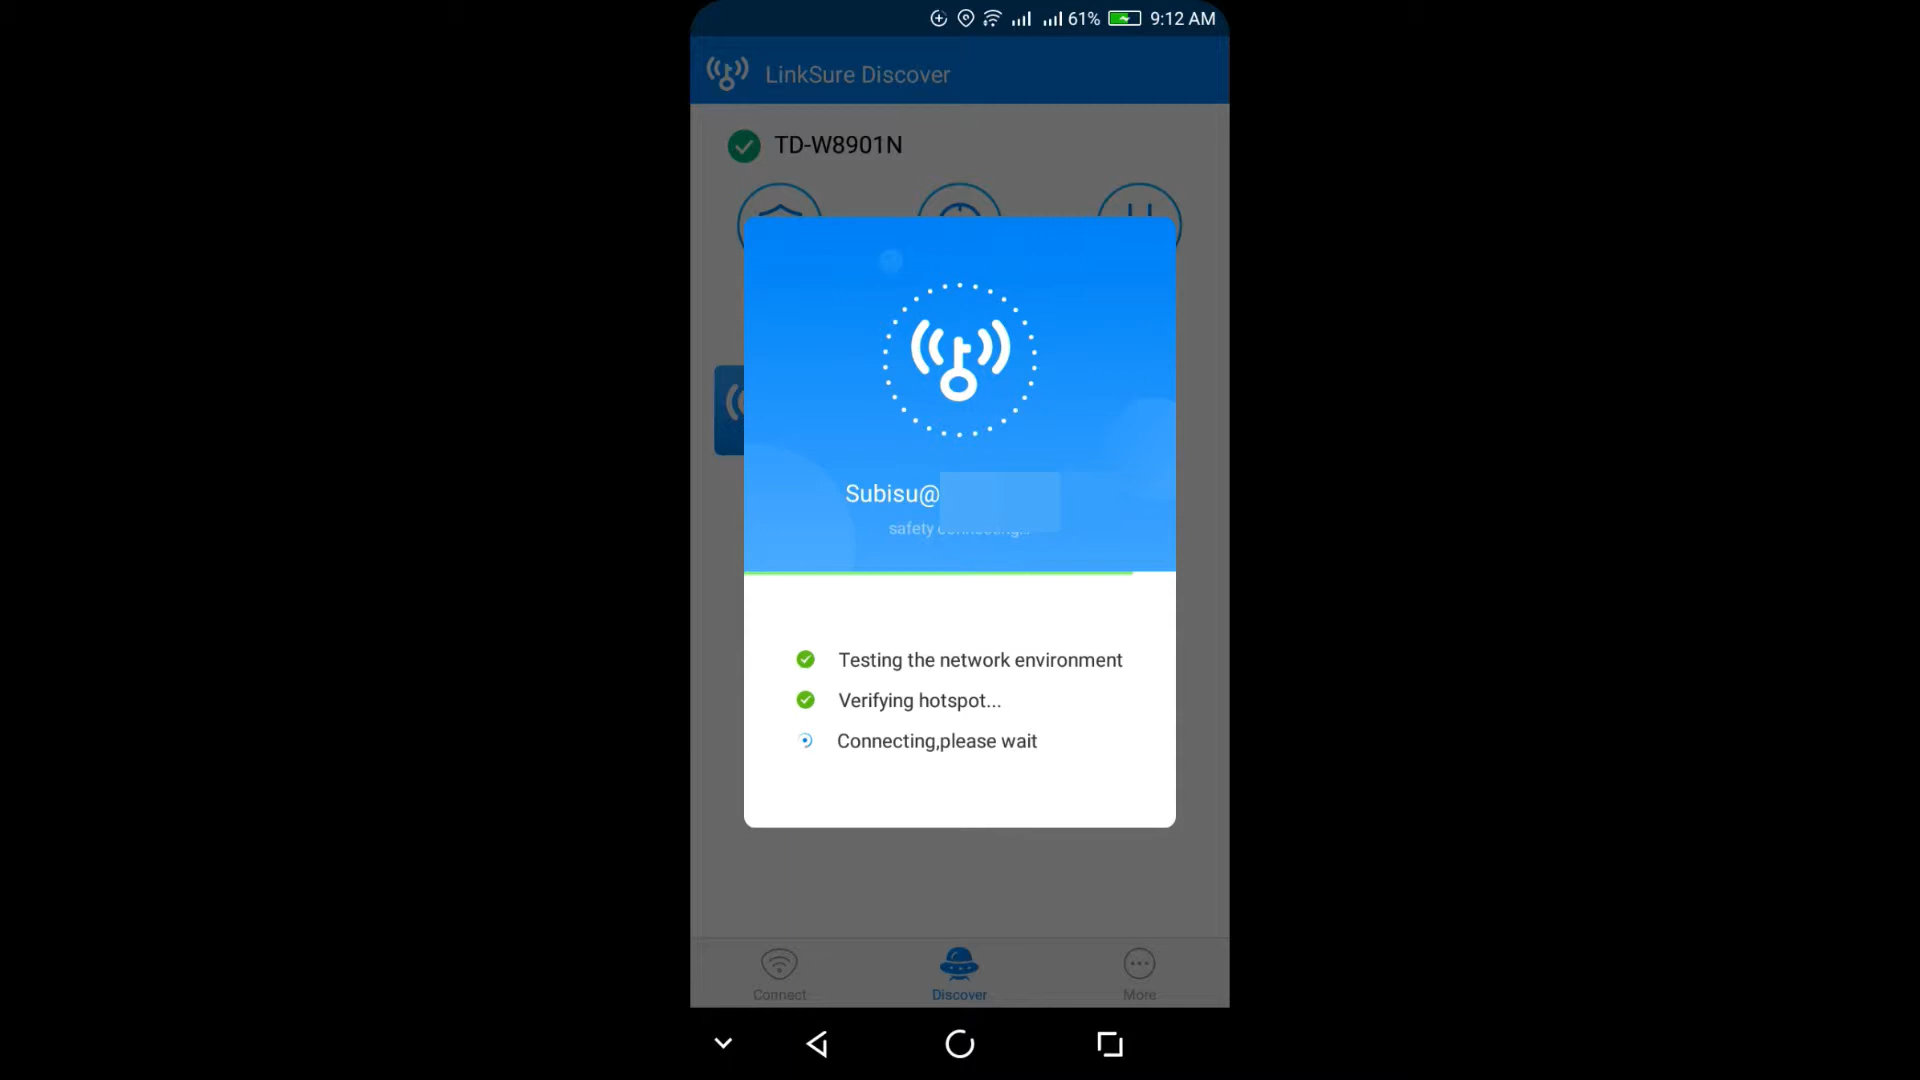 61% 9:12 AM
LinkSure Discover
TD-W8901N
Subisu@
safety connecting...
Testing the network environment
Verifying hotspot...
Connecting,please wait
Connect
Discover
More